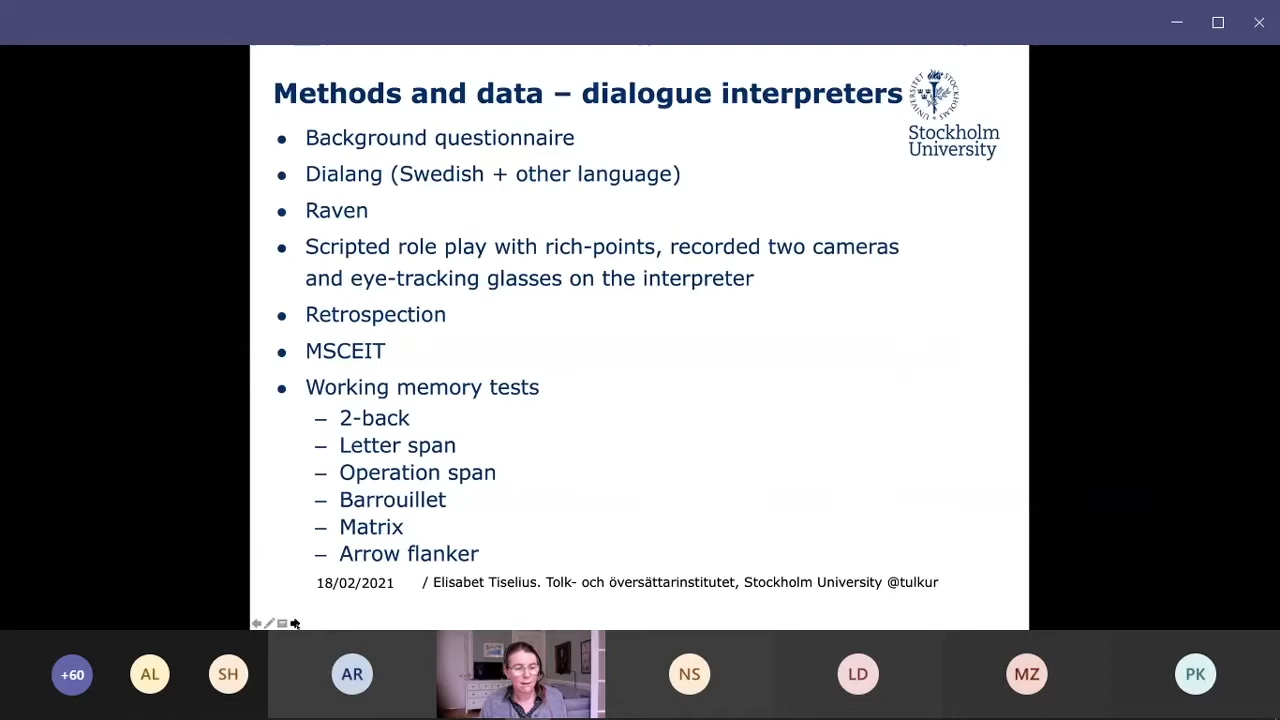 Methods and data – dialogue interpreters
STOCKHOLMS UNIVERSITET
Stockholm
University
● Background questionnaire
● Dialang (Swedish + other language)
● Raven
● Scripted role play with rich-points, recorded two cameras
and eye-tracking glasses on the interpreter
● Retrospection
● MSCEIT
● Working memory tests
– 2-back
– Letter span
– Operation span
– Barrouillet
– Matrix
– Arrow flanker
18/02/2021 / Elisabet Tiselius. Tolk- och översättarinstitutet, Stockholm University @tulkur
+60 AL SH AR NS LD MZ PK